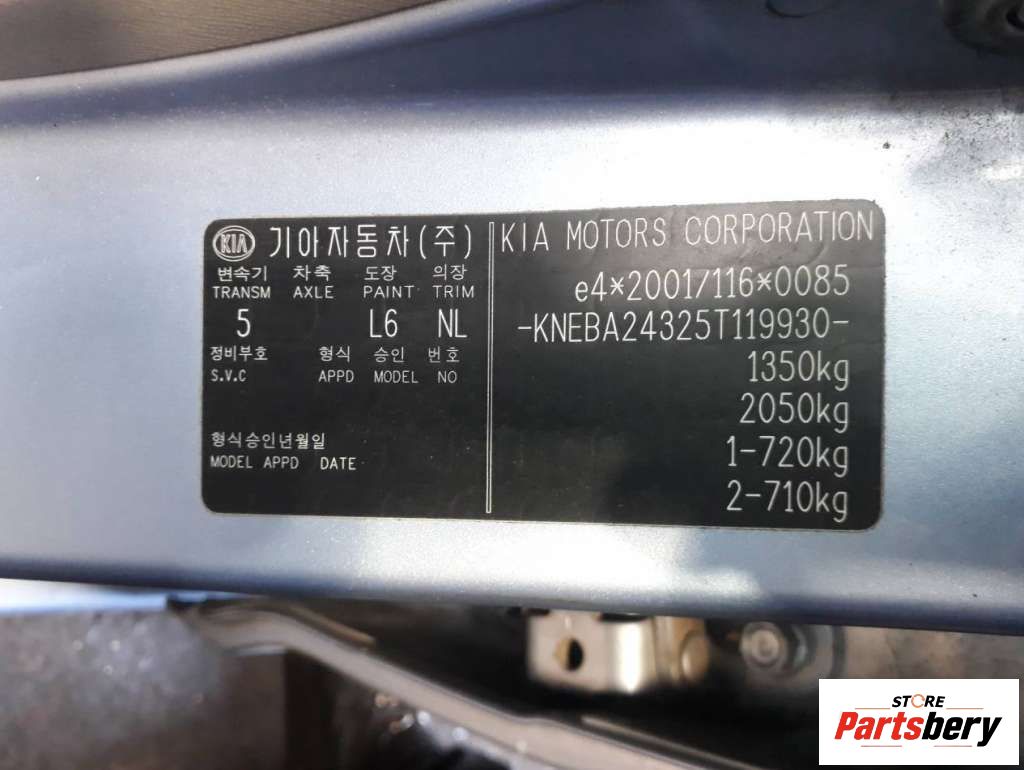 KIA 기아자동차(주)
변속기 차축 도장 의장
TRANSM AXLE PAINT TRIM
5 L6 NL
정비부호 형식 승인 번호
S.V.C APPD MODEL NO
형식승인년월일
MODEL APPD DATE
KIA MOTORS CORPORATION
e4*2001/116*0085
-KNEBA24325T119930-
1350kg
2050kg
1-720kg
2-710kg
STORE
Partsbery